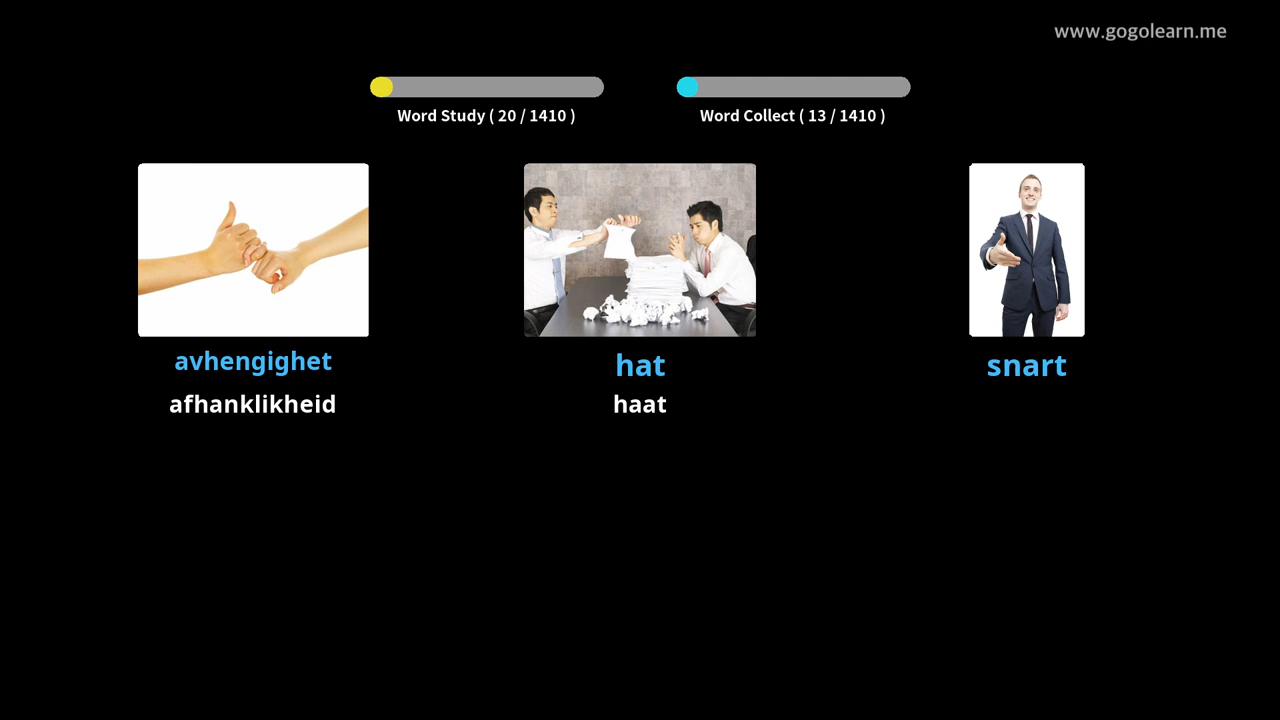 www.gogolearn.me
Word Study ( 20 / 1410 )
Word Collect ( 13 / 1410 )
avhengighet
hat
snart
afhanklikheid
haat